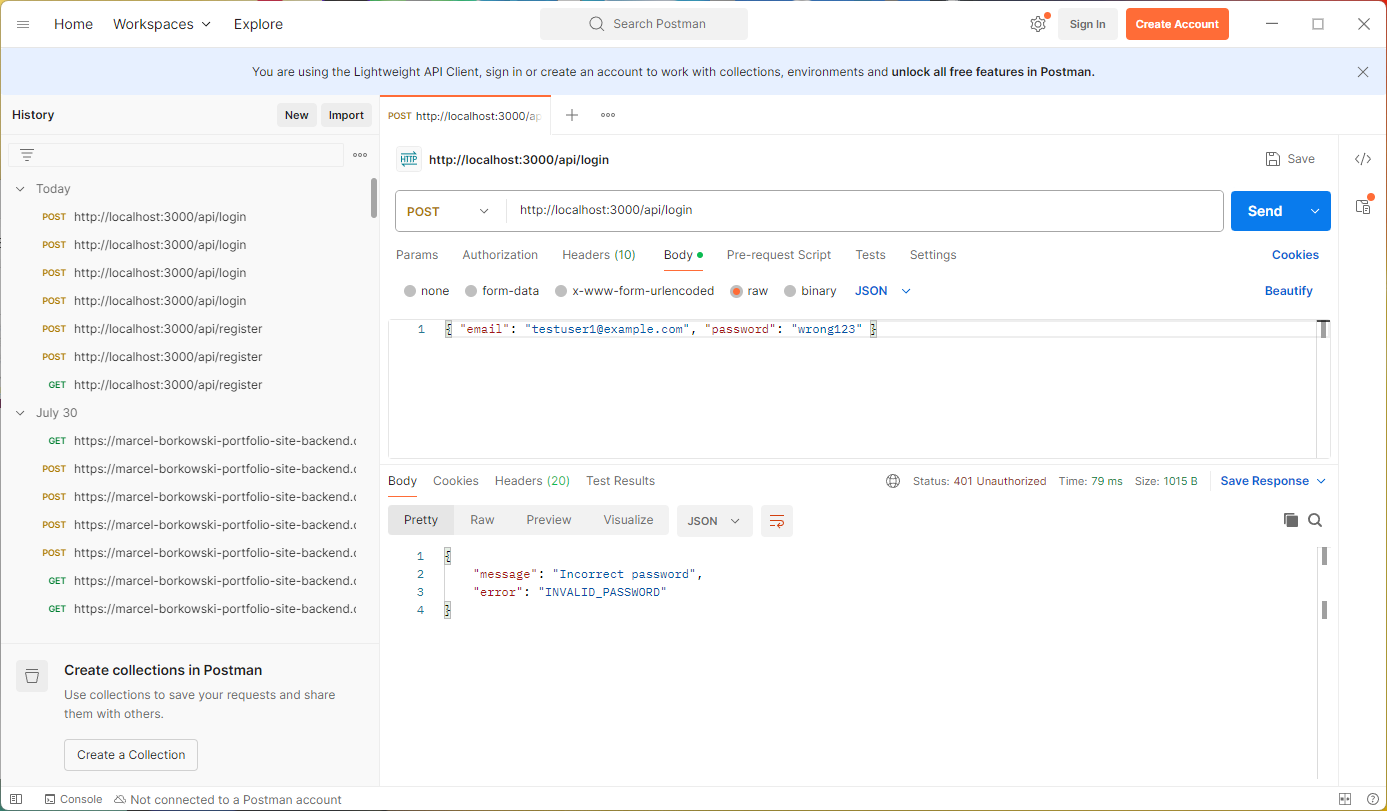 Home Workspaces Explore Search Postman Sign In Create Account
You are using the Lightweight API Client, sign in or create an account to work with collections, environments and unlock all free features in Postman.
History New Import
POST http://localhost:3000/ap
Today
POST http://localhost:3000/api/login
POST http://localhost:3000/api/login
POST http://localhost:3000/api/login
POST http://localhost:3000/api/login
POST http://localhost:3000/api/register
POST http://localhost:3000/api/register
GET http://localhost:3000/api/register
July 30
GET https://marcel-borkowski-portfolio-site-backend.c
POST https://marcel-borkowski-portfolio-site-backend.c
POST https://marcel-borkowski-portfolio-site-backend.c
POST https://marcel-borkowski-portfolio-site-backend.c
POST https://marcel-borkowski-portfolio-site-backend.c
GET https://marcel-borkowski-portfolio-site-backend.c
GET https://marcel-borkowski-portfolio-site-backend.c
Create collections in Postman
Use collections to save your requests and share
them with others.
Create a Collection
HTTP http://localhost:3000/api/login Save </>
POST http://localhost:3000/api/login Send
Params Authorization Headers (10) Body Pre-request Script Tests Settings Cookies
none form-data x-www-form-urlencoded raw binary JSON Beautify
1 { "email": "testuser1@example.com", "password": "wrong123" }
Body Cookies Headers (20) Test Results Status: 401 Unauthorized Time: 79 ms Size: 1015 B Save Response
Pretty Raw Preview Visualize JSON
1 {
2 "message": "Incorrect password",
3 "error": "INVALID_PASSWORD"
4 }
Console Not connected to a Postman account